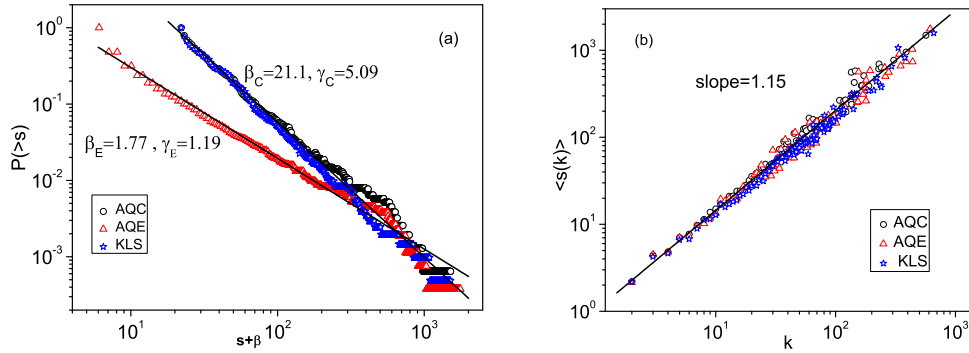 (a)
β_C=21.1, γ_C=5.09
β_E=1.77 , γ_E=1.19
AQC
AQE
KLS
P(>s)
10^0
10^-1
10^-2
10^-3
10^1
10^2
10^3
s+β
(b)
slope=1.15
AQC
AQE
KLS
<s(k)>
10^3
10^2
10^1
10^0
10^1
10^2
10^3
k